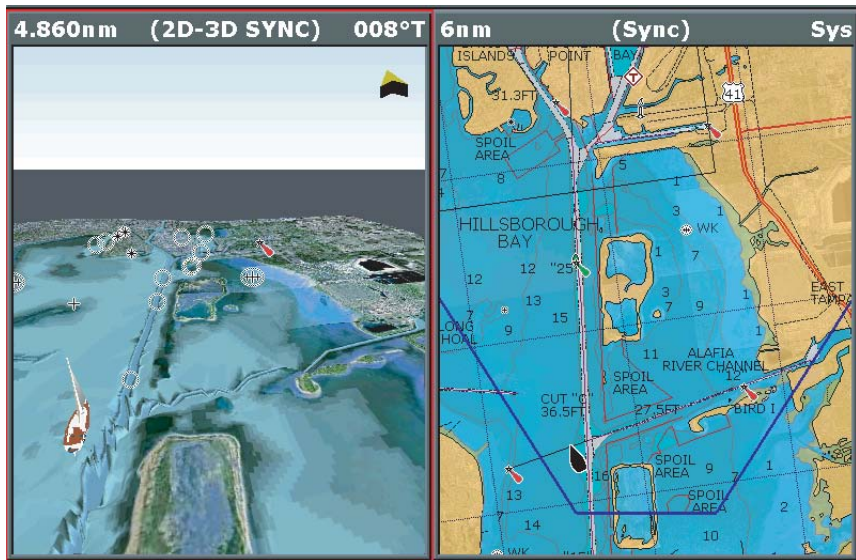 4.860nm (2D-3D SYNC) 008°T
6nm (Sync) Sys
ISLANDS POINT BAY
T
31.3FT
41
SPOIL
AREA
5
8
1
3
1
HILLSBOROUGH
BAY
WK
1
7
12
12
"25"
EAST
13
3
1
7
9
7
15
9
1
11
ALAFIA
RIVER CHANNEL
SPOIL
AREA
12
CUT "C"
36.5FT
27.5FT
BIRD I
SPOIL
AREA
9
7
1
16
13
SPOIL
AREA
2
7
14
10
WK